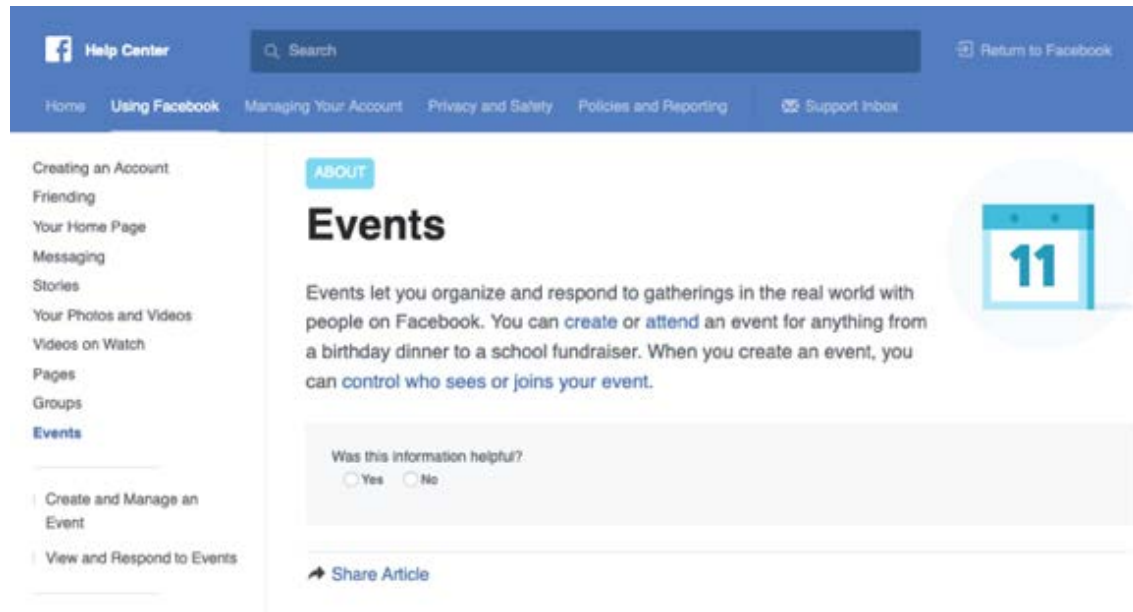 f Help Center
Search
Return to Facebook
Home Using Facebook Managing Your Account Privacy and Safety Policies and Reporting Support Inbox
Creating an Account
Friending
Your Home Page
Messaging
Stories
Your Photos and Videos
Videos on Watch
Pages
Groups
Events
Create and Manage an
Event
View and Respond to Events
ABOUT
Events
11
Events let you organize and respond to gatherings in the real world with
people on Facebook. You can create or attend an event for anything from
a birthday dinner to a school fundraiser. When you create an event, you
can control who sees or joins your event.
Was this information helpful?
Yes No
Share Article